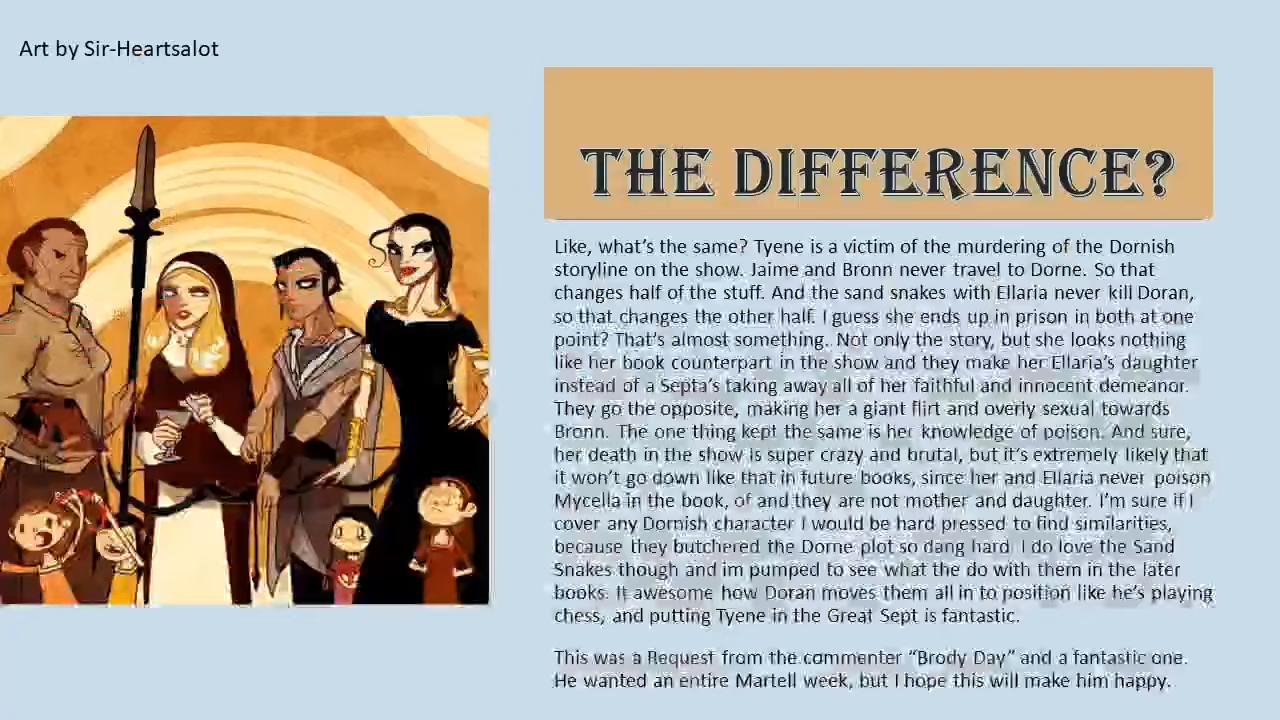 Art by Sir-Heartsalot
THE DIFFERENCE?
Like, what's the same? Tyene is a victim of the murdering of the Dornish
storyline on the show. Jaime and Bronn never travel to Dorne. So that
changes half of the stuff. And the sand snakes with Ellaria never kill Doran,
so that changes the other half. I guess she ends up in prison in both at one
point? That's almost something. Not only the story, but she looks nothing
like her book counterpart in the show and they make her Ellaria's daughter
instead of a Septa's taking away all of her faithful and innocent demeanor.
They go the opposite, making her a giant flirt and overly sexual towards
Bronn. The one thing kept the same is her knowledge of poison. And sure,
her death in the show is super crazy and brutal, but it's extremely likely that
it won't go down like that in future books, since her and Ellaria never poison
Mycella in the book, of and they are not mother and daughter. I'm sure if I
cover any Dornish character I would be hard pressed to find similarities,
because they butchered the Dorne plot so dang hard. I do love the Sand
Snakes though and im pumped to see what the do with them in the later
books. It awesome how Doran moves them all in to position like he's playing
chess, and putting Tyene in the Great Sept is fantastic.
This was a Request from the commenter "Brody Day" and a fantastic one.
He wanted an entire Martell week, but I hope this will make him happy.